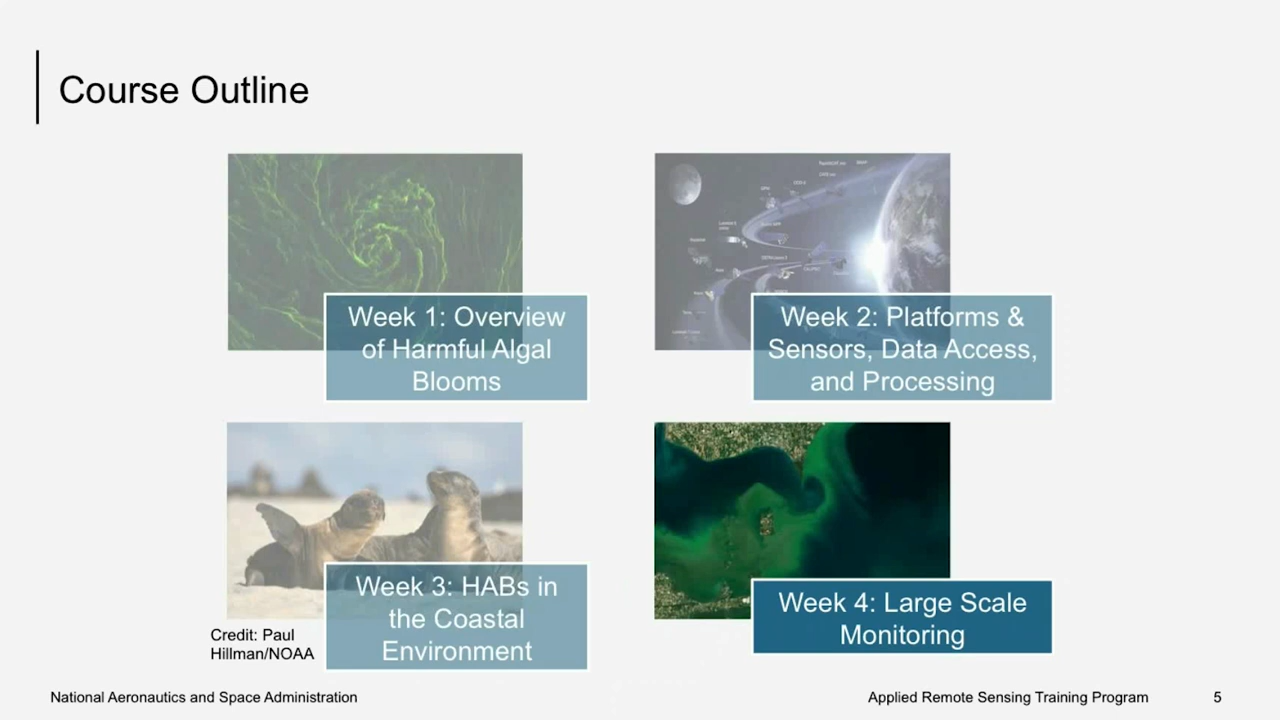 Course Outline
Week 1: Overview
of Harmful Algal
Blooms
Week 2: Platforms &
Sensors, Data Access,
and Processing
Week 3: HABs in
the Coastal
Environment
Credit: Paul
Hillman/NOAA
Week 4: Large Scale
Monitoring
National Aeronautics and Space Administration
Applied Remote Sensing Training Program
5